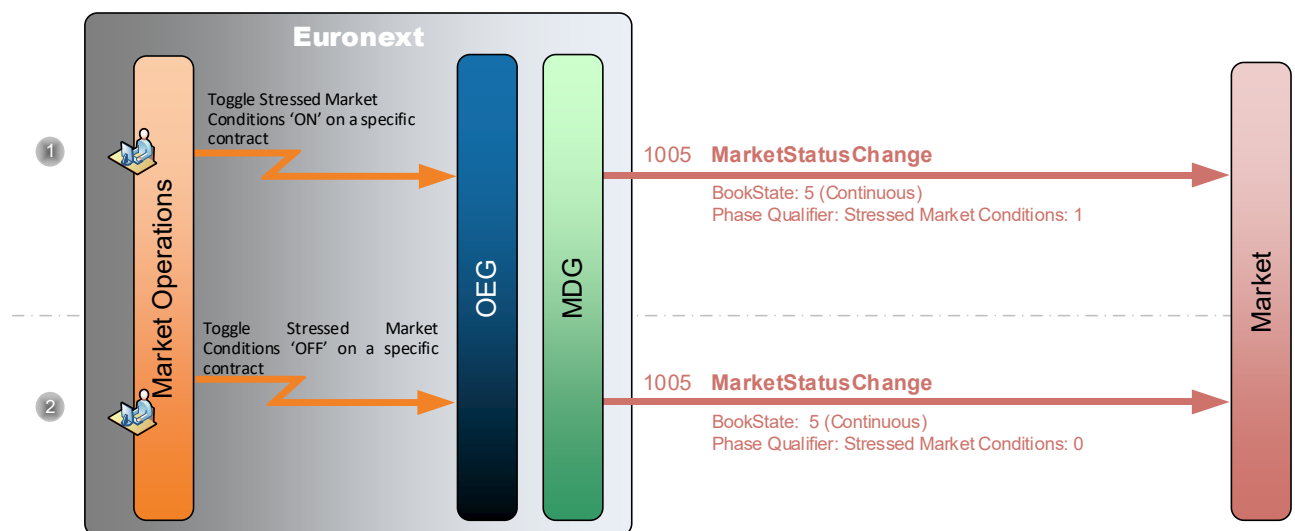 Euronext
Market Operations
OEG
MDG
Market
1
Toggle Stressed Market
Conditions ‘ON’ on a specific
contract
1005 MarketStatusChange
BookState: 5 (Continuous)
Phase Qualifier: Stressed Market Conditions: 1
2
Toggle Stressed Market
Conditions ‘OFF’ on a specific
contract
1005 MarketStatusChange
BookState: 5 (Continuous)
Phase Qualifier: Stressed Market Conditions: 0